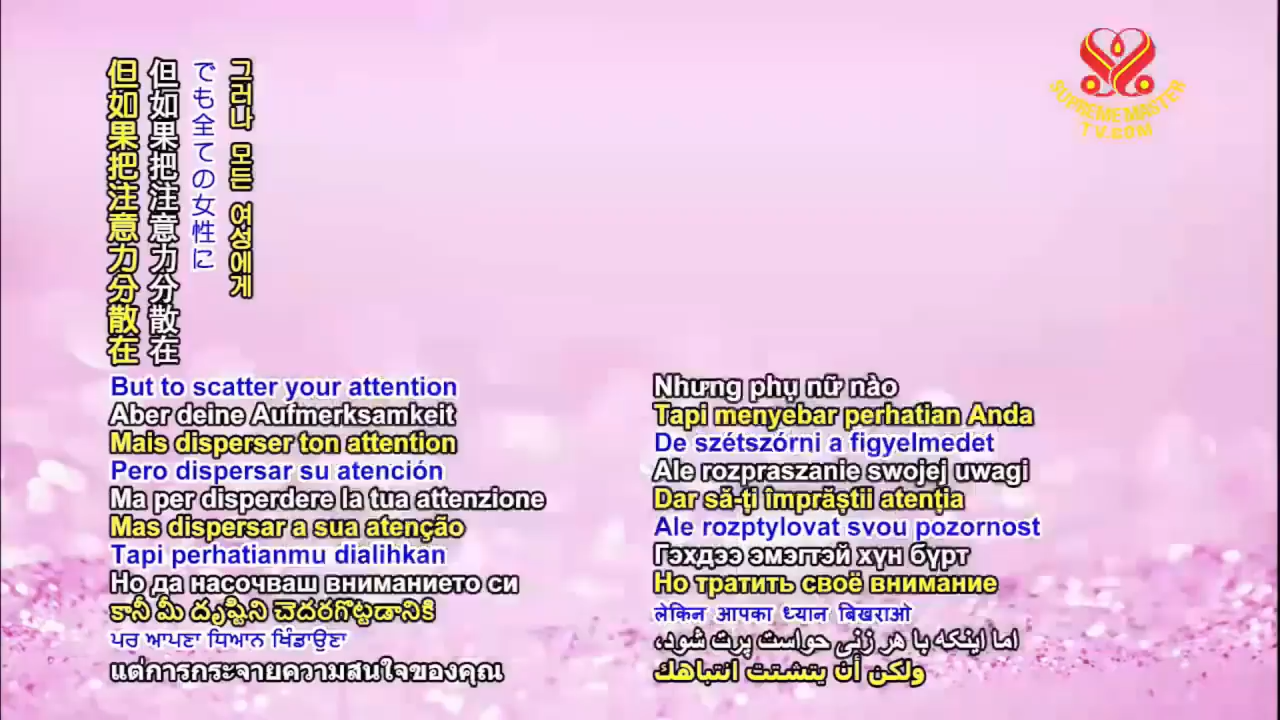 但如果把注意力分散在
但如果把注意力分散在
でも全ての女性に
그러나 모든 여성에게
SUPREME MASTER
TV.COM
But to scatter your attention
Aber deine Aufmerksamkeit
Mais disperser ton attention
Pero dispersar su atención
Ma per disperdere la tua attenzione
Mas dispersar a sua atenção
Tapi perhatianmu dialihkan
Но да насочваш вниманието си
కానీ మీ దృష్టిని చెదరగొట్టడానికి
ਪਰ ਆਪਣਾ ਧਿਆਨ ਖਿੰਡਾਉਣਾ
แต่การกระจายความสนใจของคุณ
Nhưng phụ nữ nào
Tapi menyebar perhatian Anda
De szétszórni a figyelmedet
Ale rozpraszanie swojej uwagi
Dar să-ți împrăștii atenția
Ale rozptylovat svou pozornost
Гэхдээ эмэгтэй хүн бүрт
Но тратить своё внимание
लेकिन आपका ध्यान बिखराओ
اما اینکه با هر زنی حواست پرت شود،
ولكن أن يتشتت انتباهك